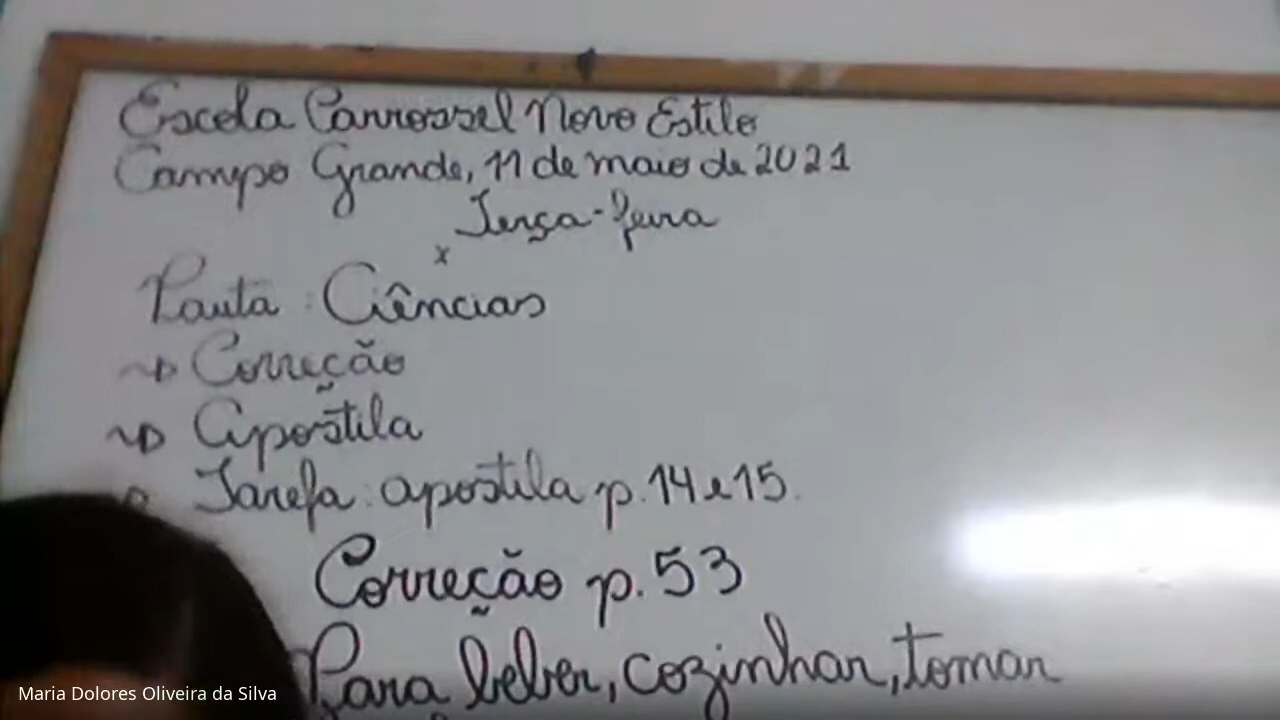 Escola Carrossel Novo Estilo
Campo Grande, 11 de maio de 2021
Terça-feira
x
Pauta: Ciências
Correção
Apostila
Tarefa: apostila p. 14 e 15.
Correção p. 53
Para beber, cozinhar, tomar
Maria Dolores Oliveira da Silva